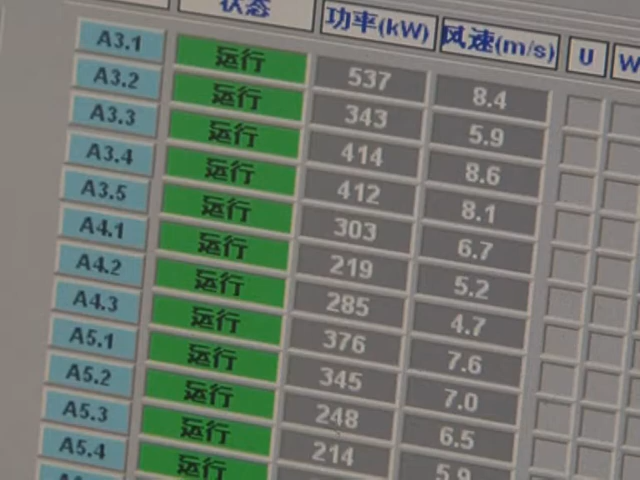 状态 功率(kW) 风速(m/s) U W
A3.1 运行 537 8.4
A3.2 运行 343 5.9
A3.3 运行 414 8.6
A3.4 运行 412 8.1
A3.5 运行 303 6.7
A4.1 运行 219 5.2
A4.2 运行 285 4.7
A4.3 运行 376 7.6
A5.1 运行 345 7.0
A5.2 运行 248 6.5
A5.3 运行 214 5.9
A5.4 运行